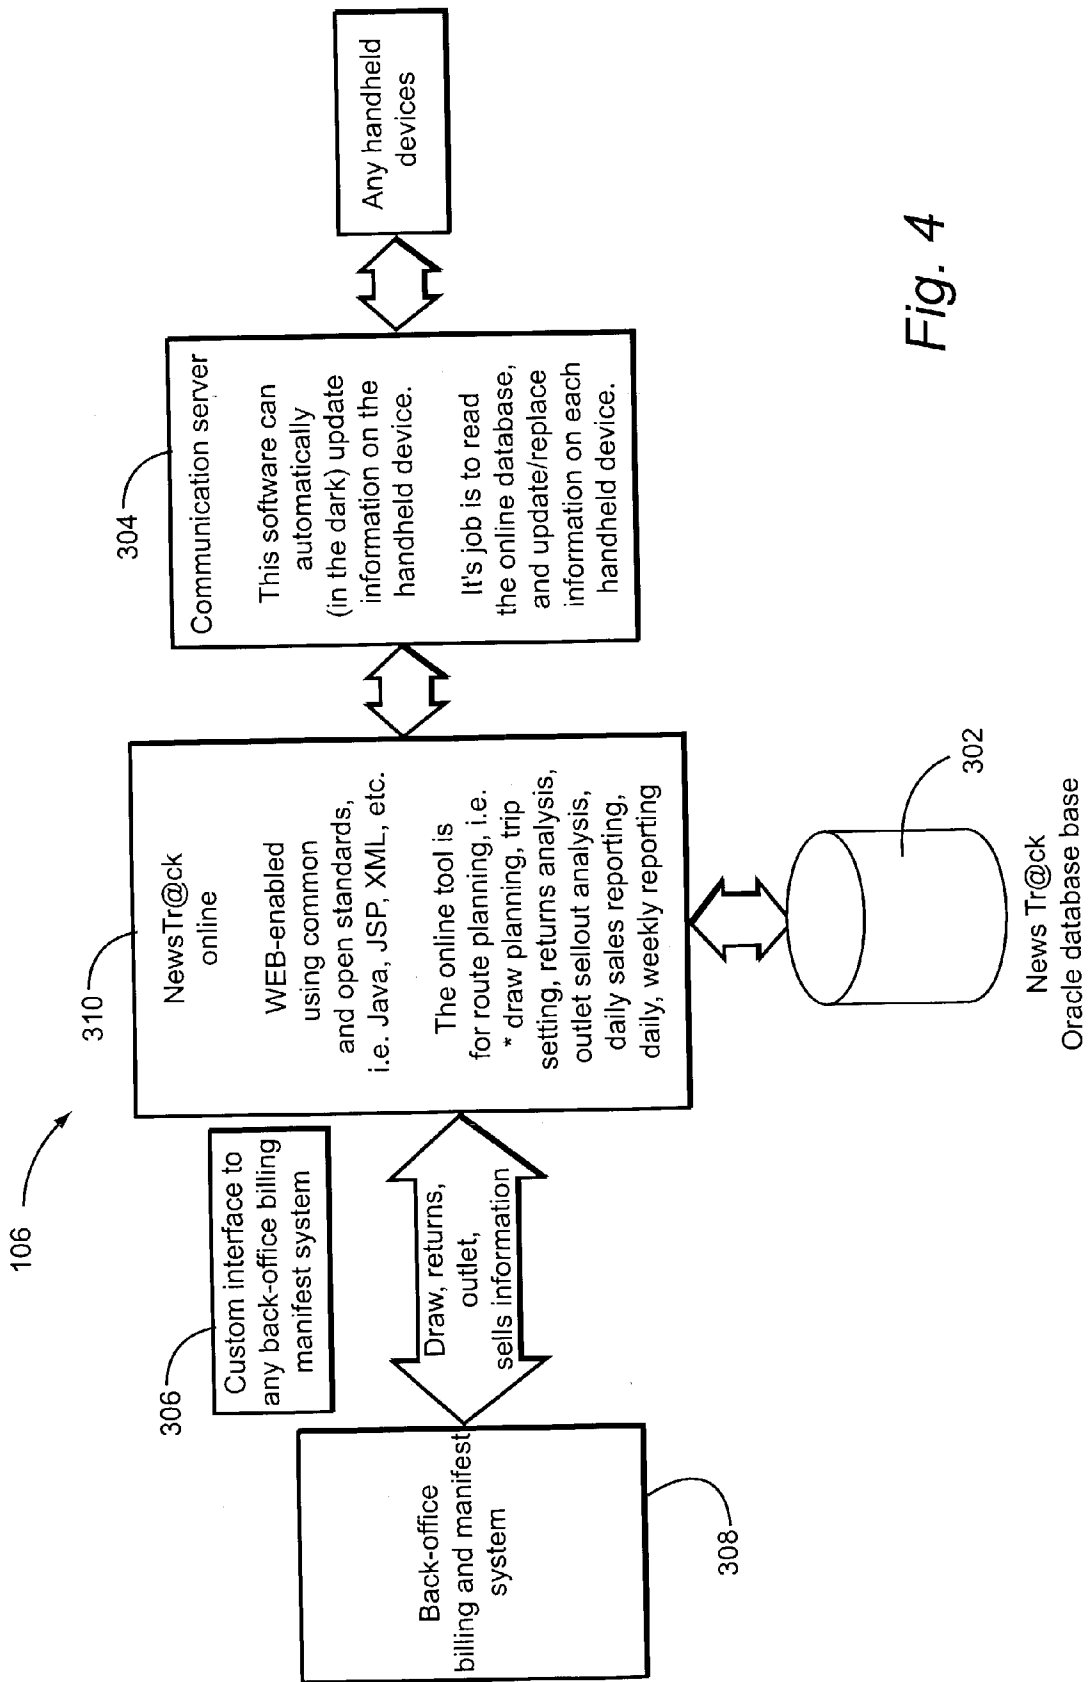 106
306
Custom interface to
any back-office billing
manifest system
Back-office
billing and manifest
system
308
Draw, returns,
outlet,
sells information
310
NewsTr@ck
online
WEB-enabled
using common
and open standards,
i.e. Java, JSP, XML, etc.
The online tool is
for route planning, i.e.
* draw planning, trip
setting, returns analysis,
outlet sellout analysis,
daily sales reporting,
daily, weekly reporting
302
News Tr@ck
Oracle database base
304
Communication server
This software can
automatically
(in the dark) update
information on the
handheld device.
It's job is to read
the online database,
and update/replace
information on each
handheld device.
Any handheld
devices
Fig. 4